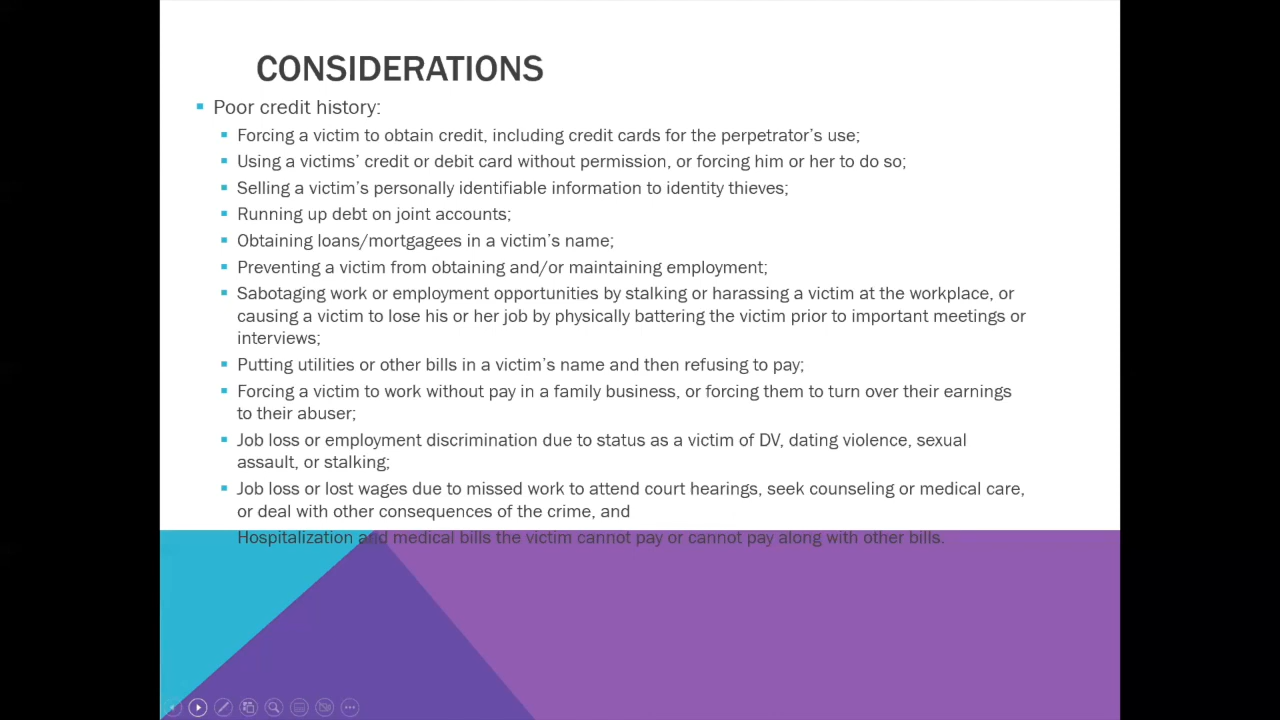 CONSIDERATIONS
Poor credit history:
Forcing a victim to obtain credit, including credit cards for the perpetrator's use;
Using a victims' credit or debit card without permission, or forcing him or her to do so;
Selling a victim's personally identifiable information to identity thieves;
Running up debt on joint accounts;
Obtaining loans/mortgagees in a victim's name;
Preventing a victim from obtaining and/or maintaining employment;
Sabotaging work or employment opportunities by stalking or harassing a victim at the workplace, or
causing a victim to lose his or her job by physically battering the victim prior to important meetings or
interviews;
Putting utilities or other bills in a victim's name and then refusing to pay;
Forcing a victim to work without pay in a family business, or forcing them to turn over their earnings
to their abuser;
Job loss or employment discrimination due to status as a victim of DV, dating violence, sexual
assault, or stalking;
Job loss or lost wages due to missed work to attend court hearings, seek counseling or medical care,
or deal with other consequences of the crime, and
Hospitalization and medical bills the victim cannot pay or cannot pay along with other bills.